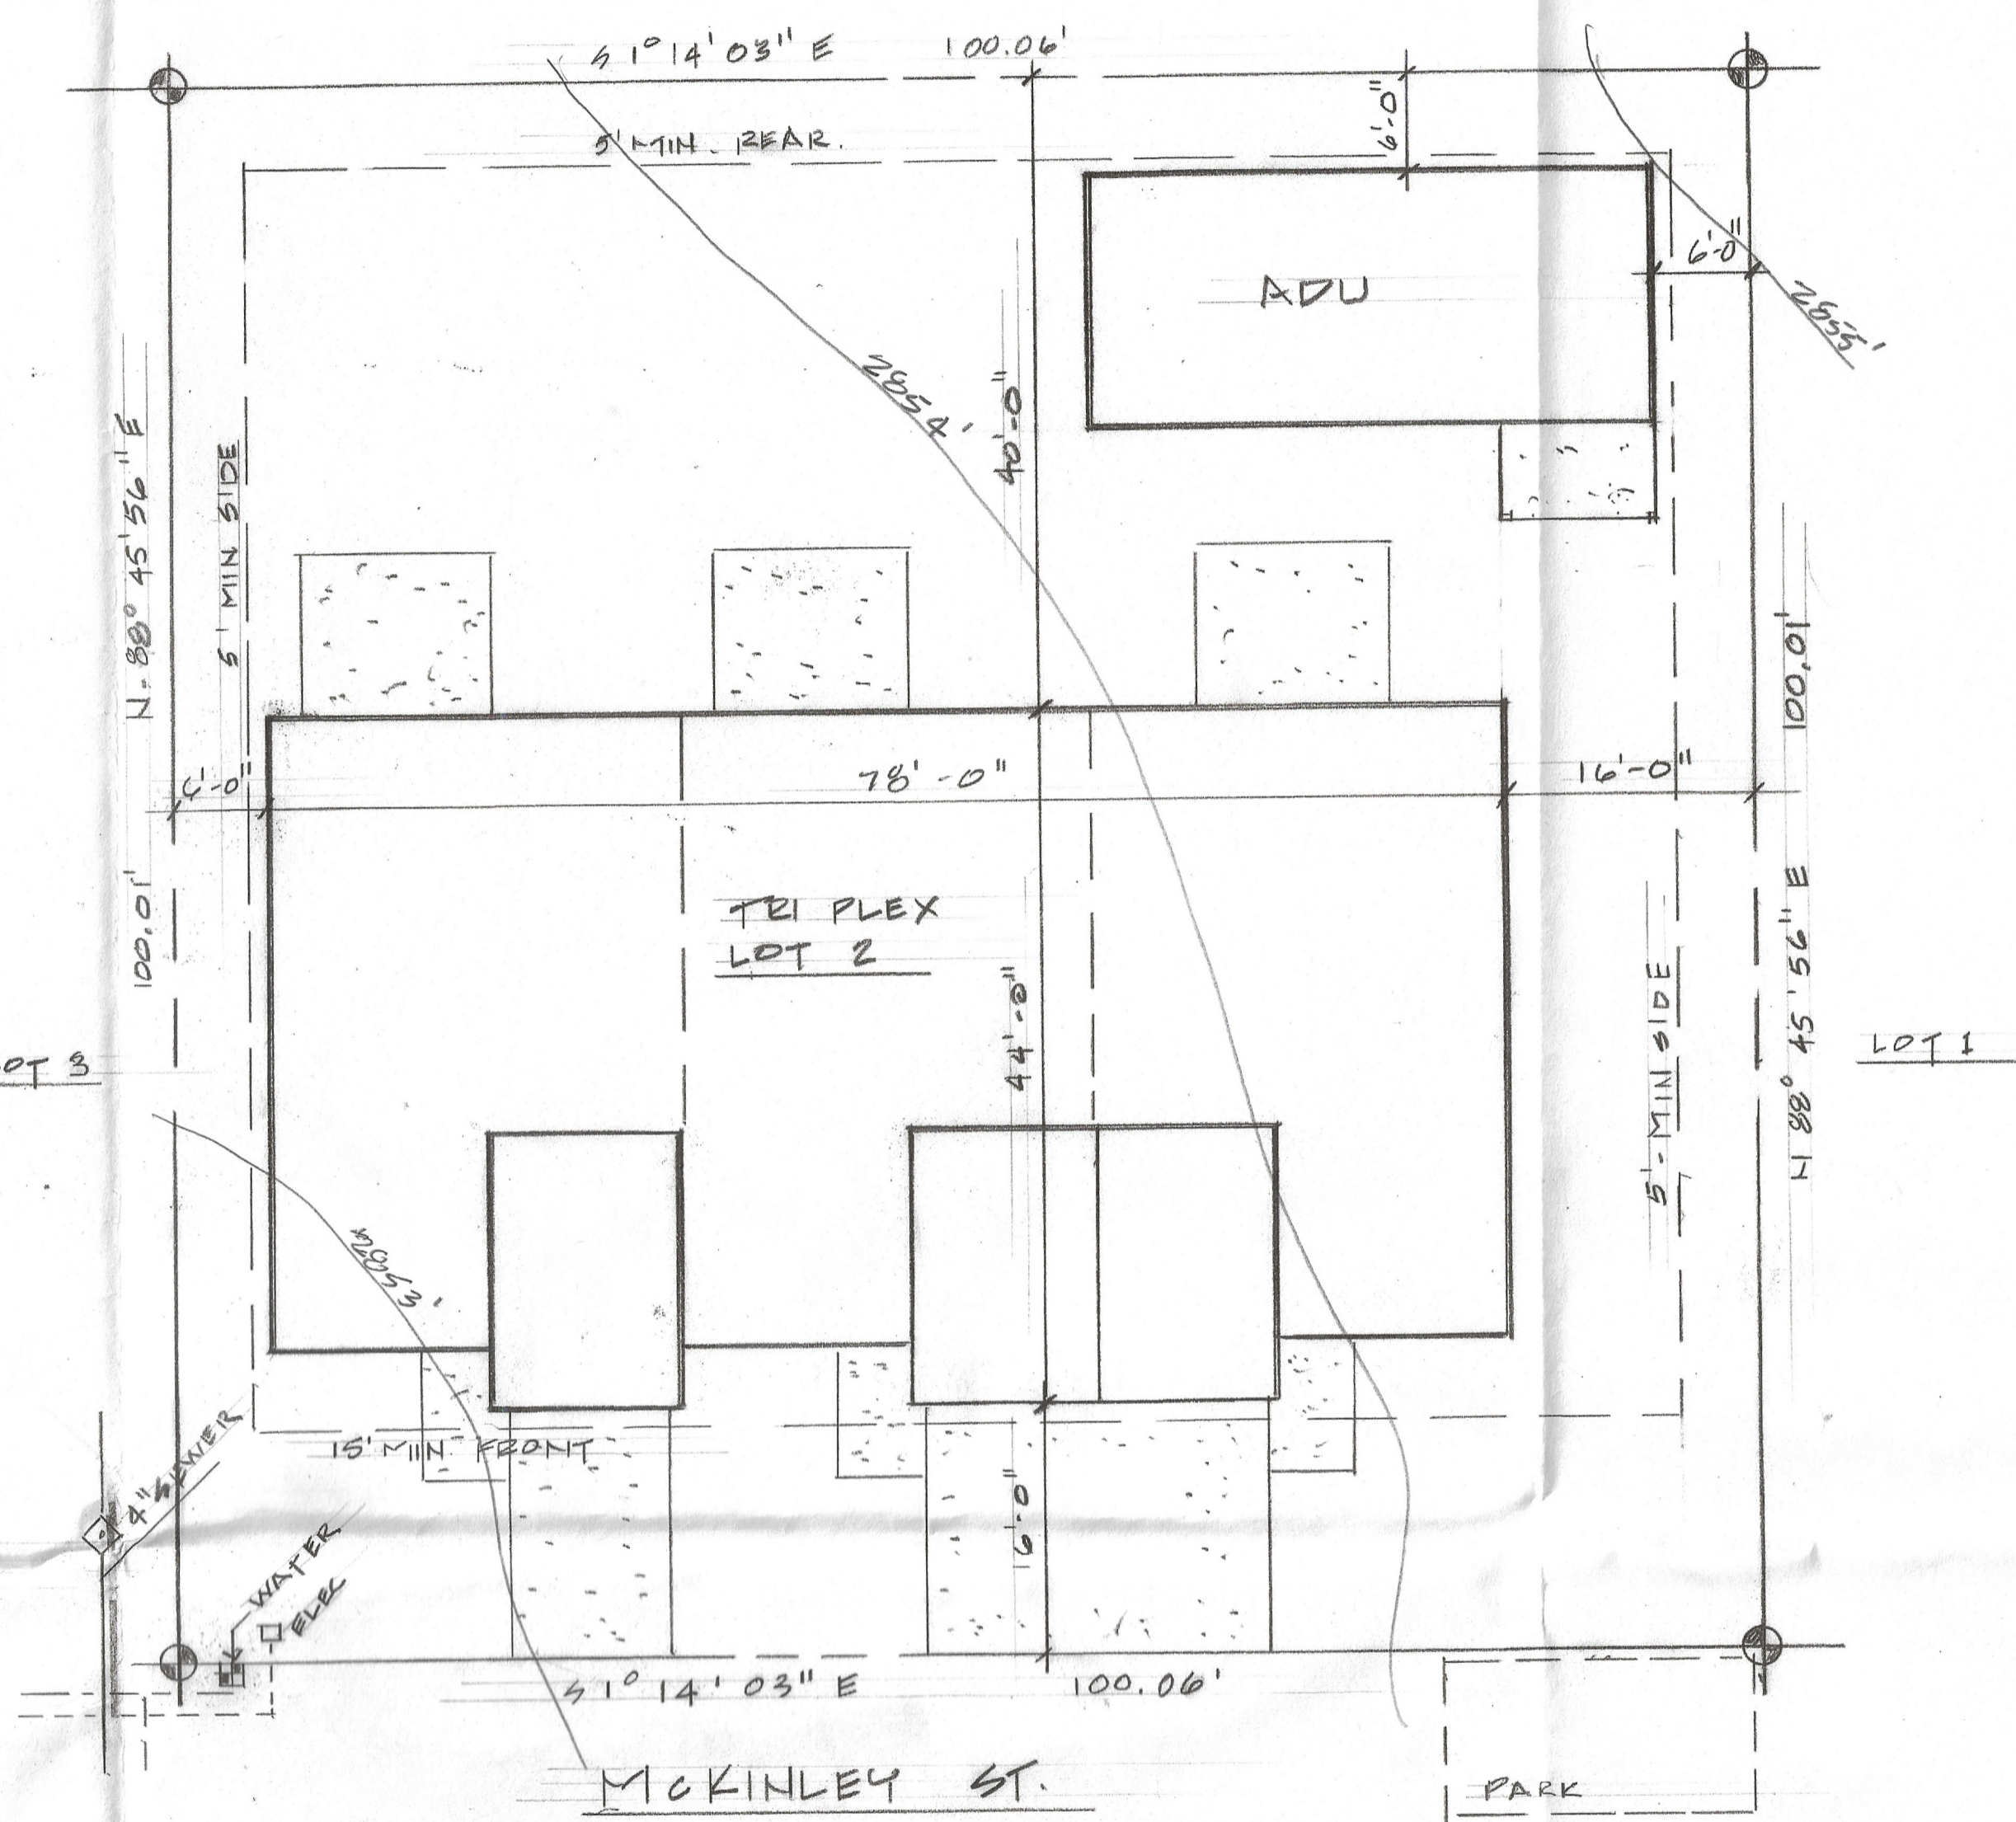 S 1° 14' 03" E 100.06'
5' MIN. REAR.
6'-0"
6'-0"
ADU
2855'
2854'
40'-0"
N. 88° 45' 56" E
5' MIN SIDE
100.01'
6'-0"
78'-0"
16'-0"
TRI PLEX
LOT 2
100.01'
44'-0"
5'-MIN SIDE
N 88° 45' 56" E
OT 3
LOT 1
2853'
15' MIN FRONT
4" SEWER
WATER
ELEC
16'-0"
S 1° 14' 03" E 100.06'
McKINLEY ST.
PARK